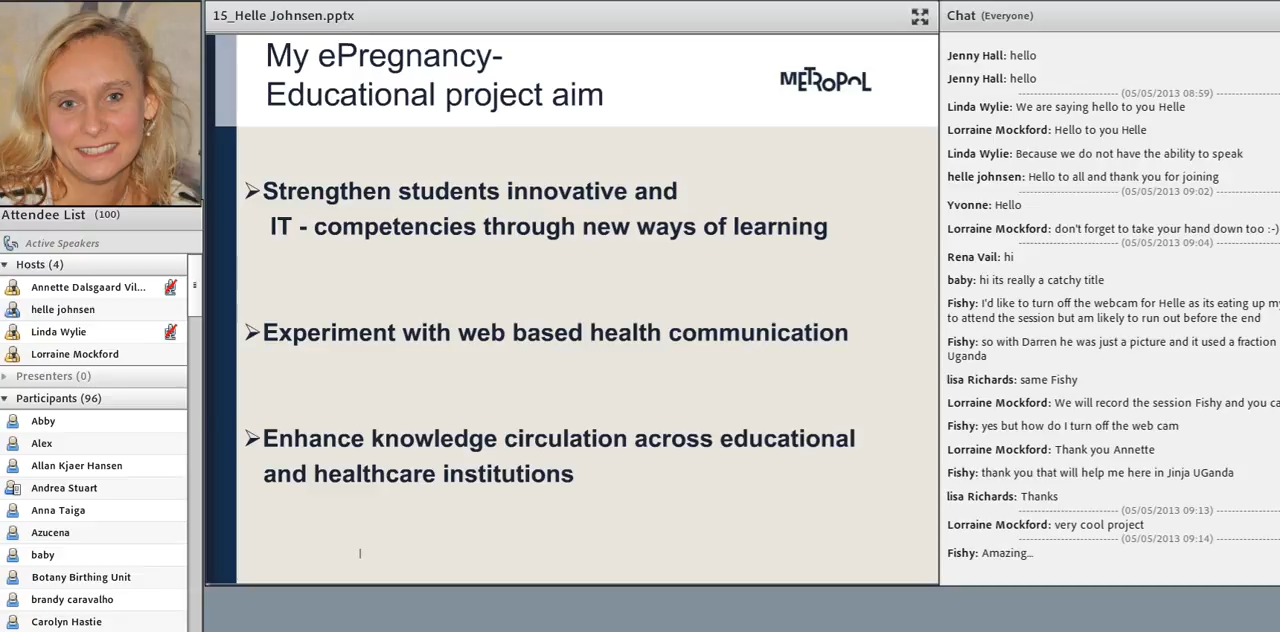 15_Helle Johnsen.pptx
My ePregnancy-
Educational project aim
METROPOL
➢Strengthen students innovative and
IT - competencies through new ways of learning
➢Experiment with web based health communication
➢Enhance knowledge circulation across educational
and healthcare institutions
Attendee List (100)
Active Speakers
Hosts (4)
Annette Dalsgaard Vil...
helle johnsen
Linda Wylie
Lorraine Mockford
Presenters (0)
Participants (96)
Abby
Alex
Allan Kjaer Hansen
Andrea Stuart
Anna Taiga
Azucena
baby
Botany Birthing Unit
brandy caravalho
Carolyn Hastie
Chat (Everyone)
Jenny Hall: hello
Jenny Hall: hello
(05/05/2013 08:59)
Linda Wylie: We are saying hello to you Helle
Lorraine Mockford: Hello to you Helle
Linda Wylie: Because we do not have the ability to speak
helle johnsen: Hello to all and thank you for joining
(05/05/2013 09:02)
Yvonne: Hello
Lorraine Mockford: don't forget to take your hand down too :-)
(05/05/2013 09:04)
Rena Vail: hi
baby: hi its really a catchy title
Fishy: I'd like to turn off the webcam for Helle as its eating up
to attend the session but am likely to run out before the end
Fishy: so with Darren he was just a picture and it used a fraction
Uganda
lisa Richards: same Fishy
Lorraine Mockford: We will record the session Fishy and you
Fishy: yes but how do I turn off the web cam
Lorraine Mockford: Thank you Annette
Fishy: thank you that will help me here in Jinja UGanda
lisa Richards: Thanks
(05/05/2013 09:13)
Lorraine Mockford: very cool project
(05/05/2013 09:14)
Fishy: Amazing...